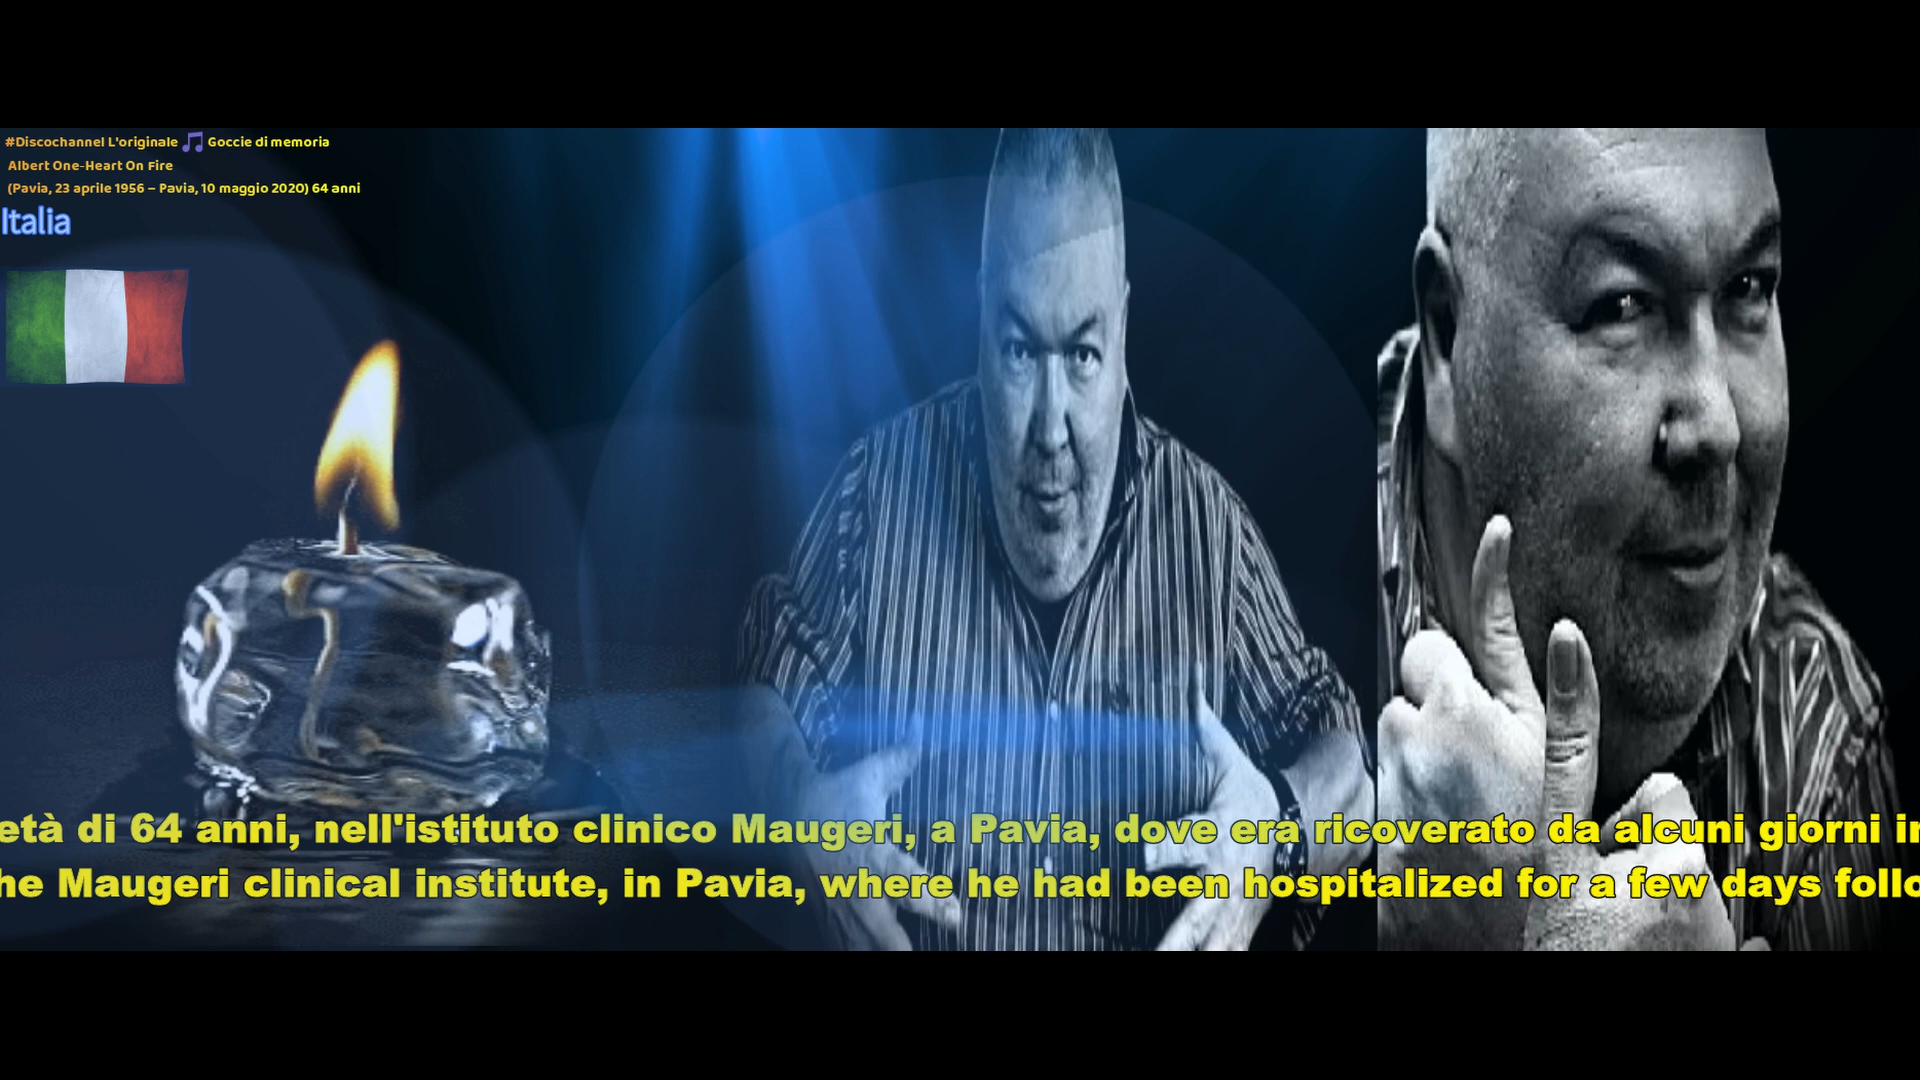 #Discochannel L'originale 🎵 Goccie di memoria
Albert One-Heart On Fire
(Pavia, 23 aprile 1956 – Pavia, 10 maggio 2020) 64 anni
Italia
età di 64 anni, nell'istituto clinico Maugeri, a Pavia, dove era ricoverato da alcuni giorni in
he Maugeri clinical institute, in Pavia, where he had been hospitalized for a few days follo